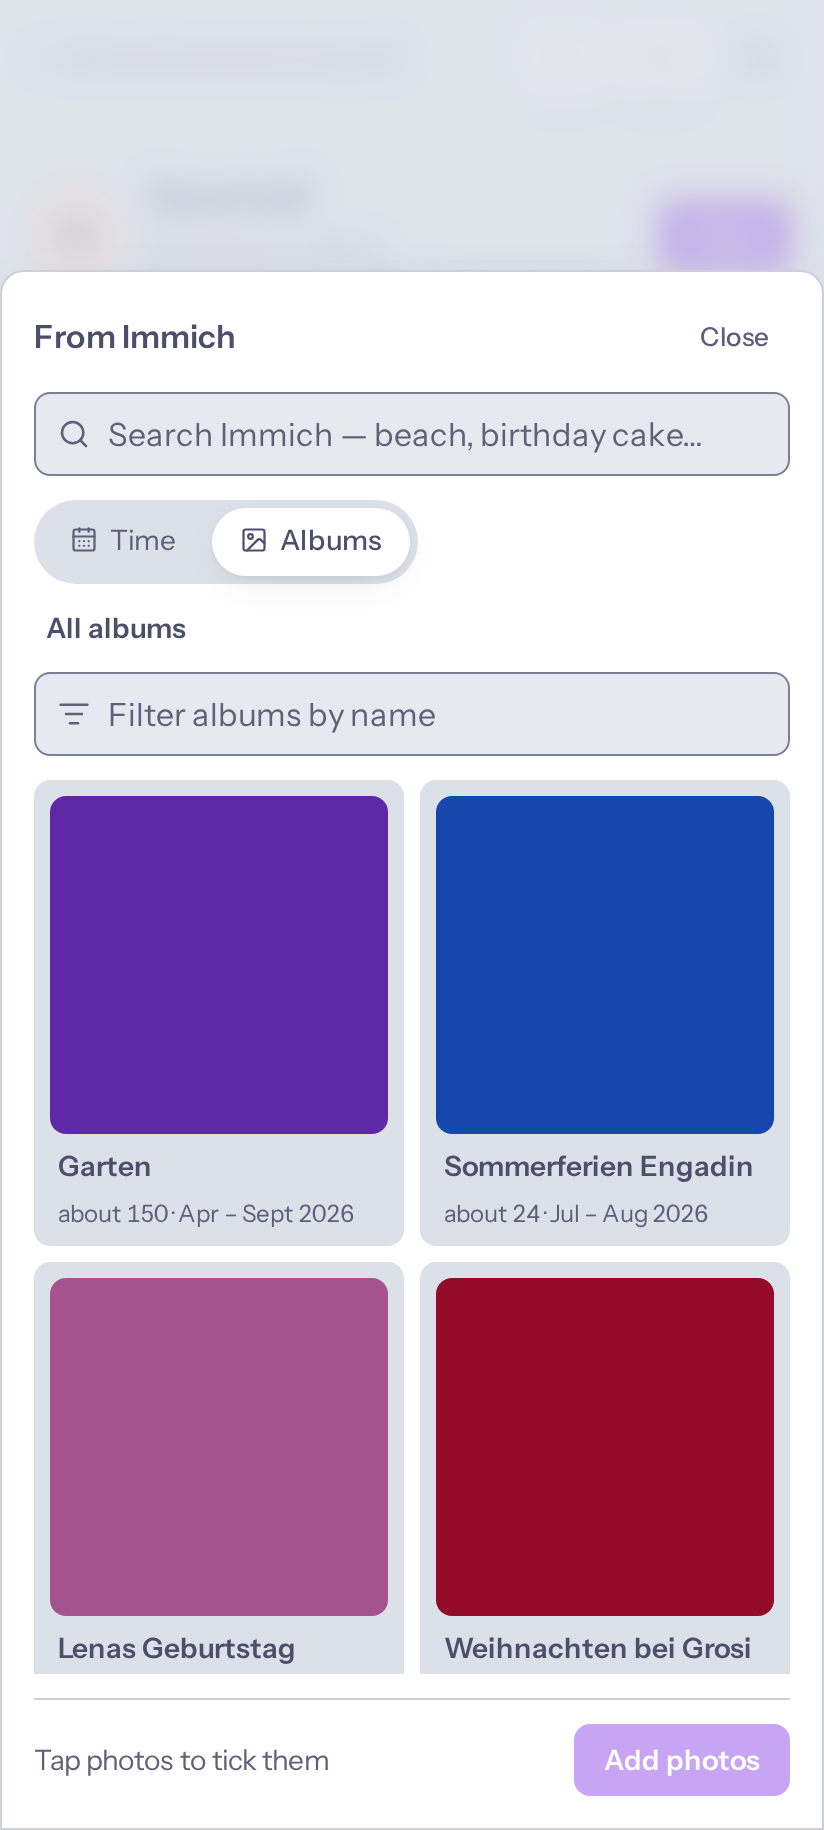 From Immich
Close
Search Immich — beach, birthday cake...
Time
Albums
All albums
Filter albums by name
Garten
about 150 · Apr – Sept 2026
Sommerferien Engadin
about 24 · Jul – Aug 2026
Lenas Geburtstag
Weihnachten bei Grosi
Tap photos to tick them
Add photos